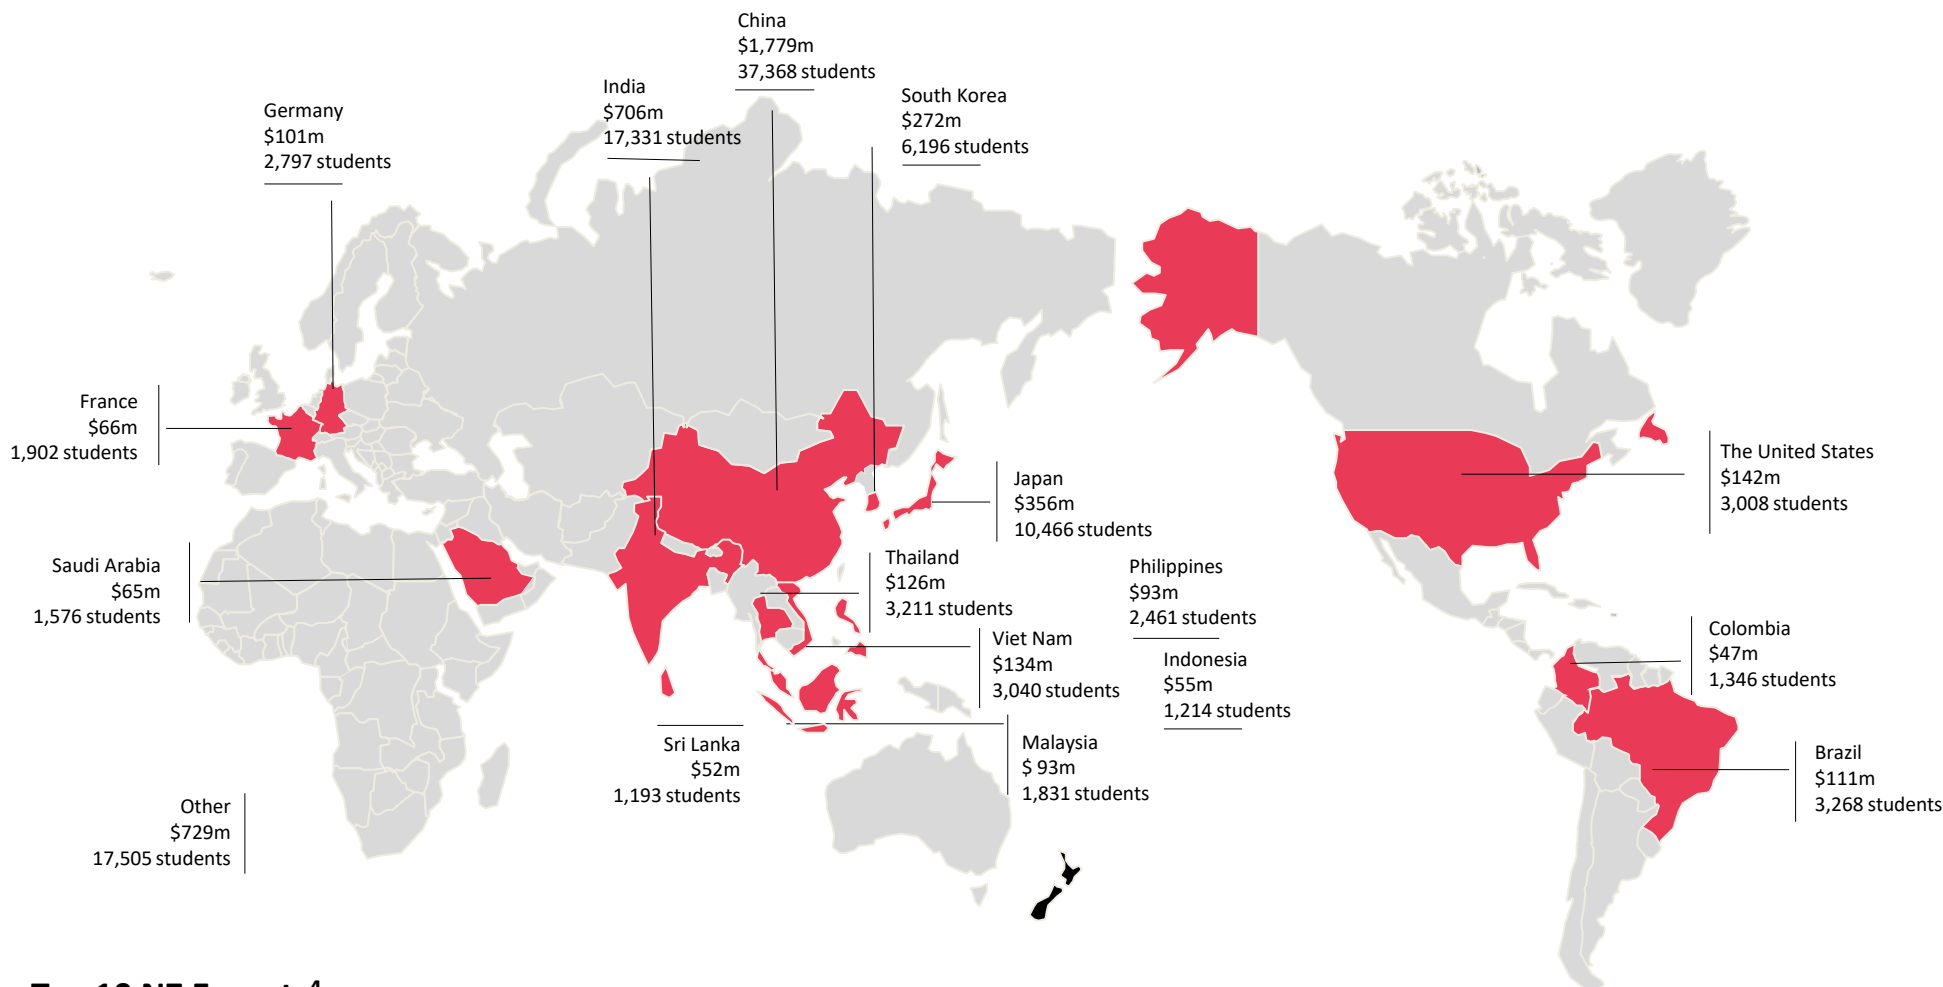 China
$1,779m
37,368 students
India
$706m
17,331 students
South Korea
$272m
6,196 students
Germany
$101m
2,797 students
France
$66m
1,902 students
Japan
$356m
10,466 students
The United States
$142m
3,008 students
Saudi Arabia
$65m
1,576 students
Thailand
$126m
3,211 students
Philippines
$93m
2,461 students
Viet Nam
$134m
3,040 students
Indonesia
$55m
1,214 students
Colombia
$47m
1,346 students
Sri Lanka
$52m
1,193 students
Malaysia
$ 93m
1,831 students
Brazil
$111m
3,268 students
Other
$729m
17,505 students